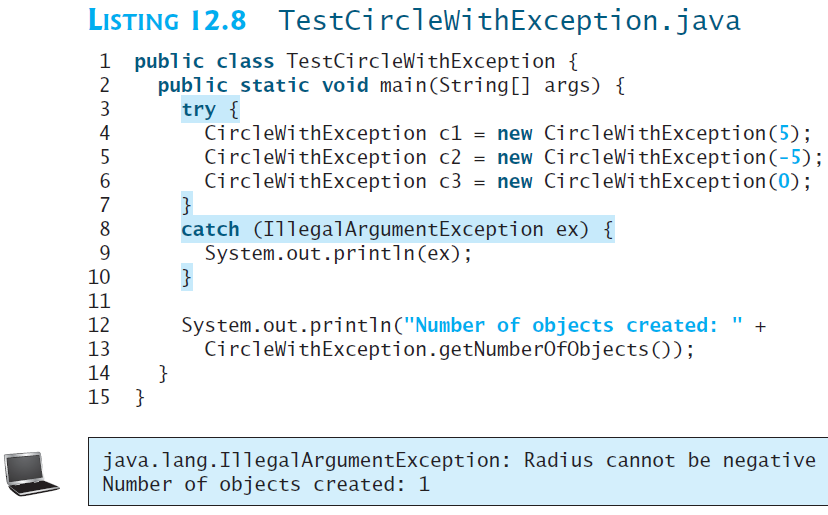 LISTING 12.8 TestCircleWithException.java
1 public class TestCircleWithException {
2   public static void main(String[] args) {
3     try {
4       CircleWithException c1 = new CircleWithException(5);
5       CircleWithException c2 = new CircleWithException(-5);
6       CircleWithException c3 = new CircleWithException(0);
7     }
8     catch (IllegalArgumentException ex) {
9       System.out.println(ex);
10     }
11
12     System.out.println("Number of objects created: " +
13       CircleWithException.getNumberOfObjects());
14   }
15 }
java.lang.IllegalArgumentException: Radius cannot be negative
Number of objects created: 1